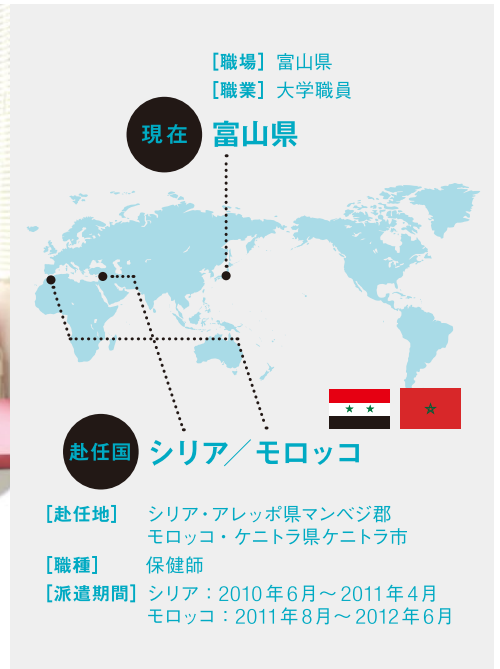 ［職場］富山県
［職業］大学職員
現在 富山県
赴任国 シリア／モロッコ
［赴任地］ シリア・アレッポ県マンベジ郡
モロッコ・ケニトラ県ケニトラ市
［職種］ 保健師
［派遣期間］シリア：2010年6月～2011年4月
モロッコ：2011年8月～2012年6月